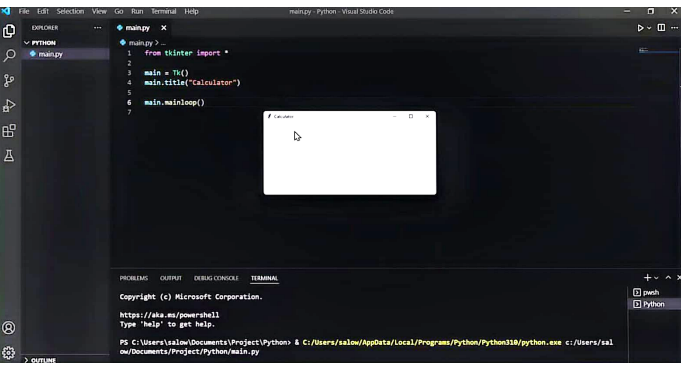 File Edit Selection View Go Run Terminal Help main.py - Python - Visual Studio Code
EXPLORER ...
PYTHON
main.py
main.py
main.py > ...
1 from tkinter import *
2
3 main = Tk()
4 main.title("Calculator")
5
6 main.mainloop()
7
Calculator
PROBLEMS OUTPUT DEBUG CONSOLE TERMINAL
Copyright (c) Microsoft Corporation.
https://aka.ms/powershell
Type 'help' to get help.
PS C:\Users\salow\Documents\Project\Python> & C:/Users/salow/AppData/Local/Programs/Python/Python310/python.exe c:/Users/sal
ow/Documents/Project/Python/main.py
pwsh
Python
OUTLINE